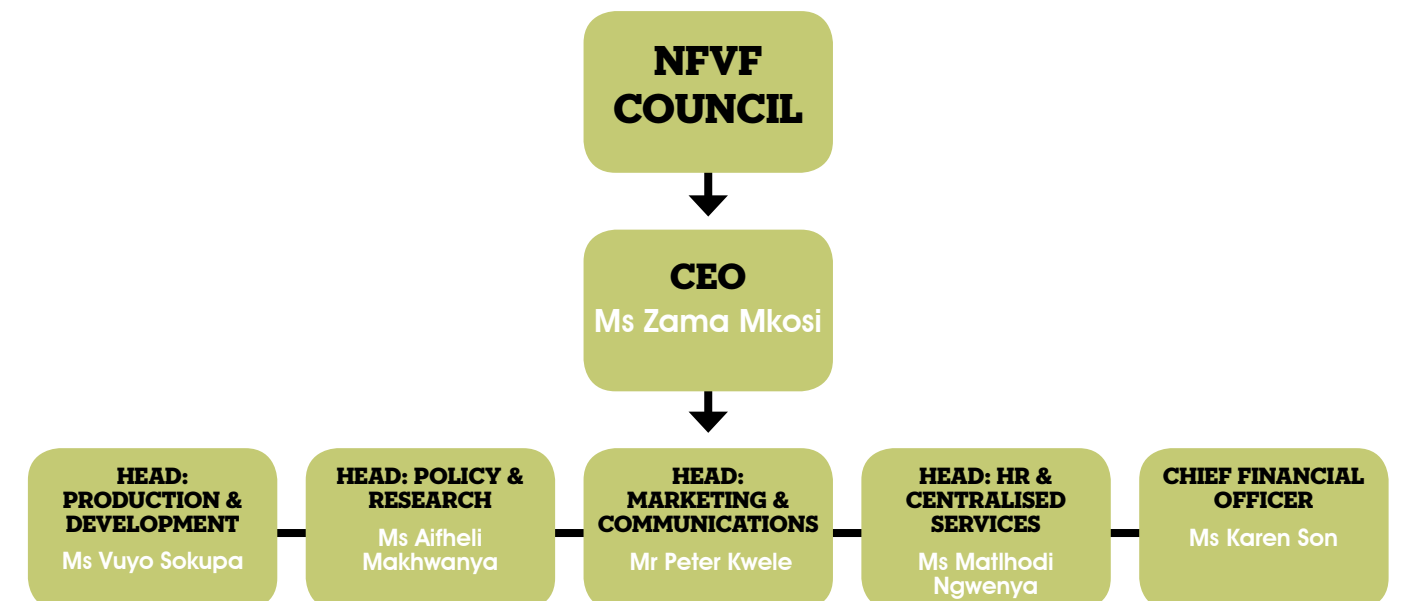 NFVF
COUNCIL
CEO
Ms Zama Mkosi
HEAD:
PRODUCTION &
DEVELOPMENT
Ms Vuyo Sokupa
HEAD: POLICY &
RESEARCH
Ms Aifheli
Makhwanya
HEAD:
MARKETING &
COMMUNICATIONS
Mr Peter Kwele
HEAD: HR &
CENTRALISED
SERVICES
Ms Matlhodi
Ngwenya
CHIEF FINANCIAL
OFFICER
Ms Karen Son